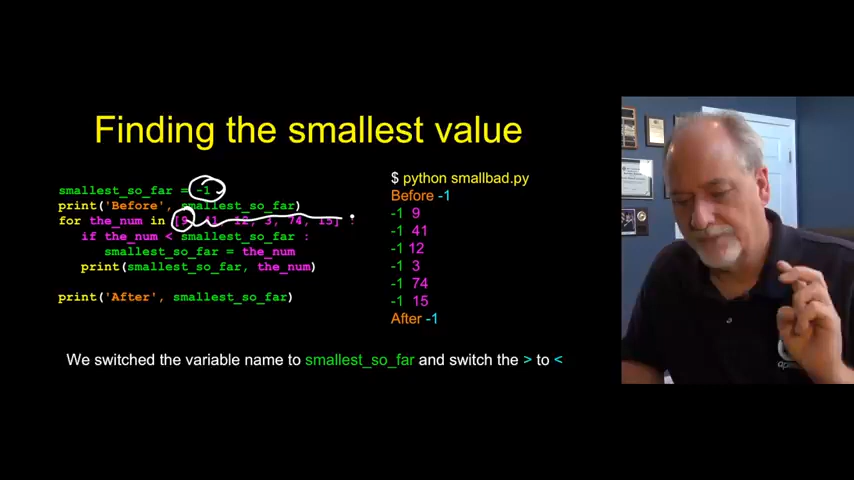 Finding the smallest value
smallest_so_far = -1
print('Before', smallest_so_far)
for the_num in [9, 41, 12, 3, 74, 15] :
if the_num < smallest_so_far :
smallest_so_far = the_num
print(smallest_so_far, the_num)
print('After', smallest_so_far)
$ python smallbad.py
Before -1
-1 9
-1 41
-1 12
-1 3
-1 74
-1 15
After -1
We switched the variable name to smallest_so_far and switch the > to <